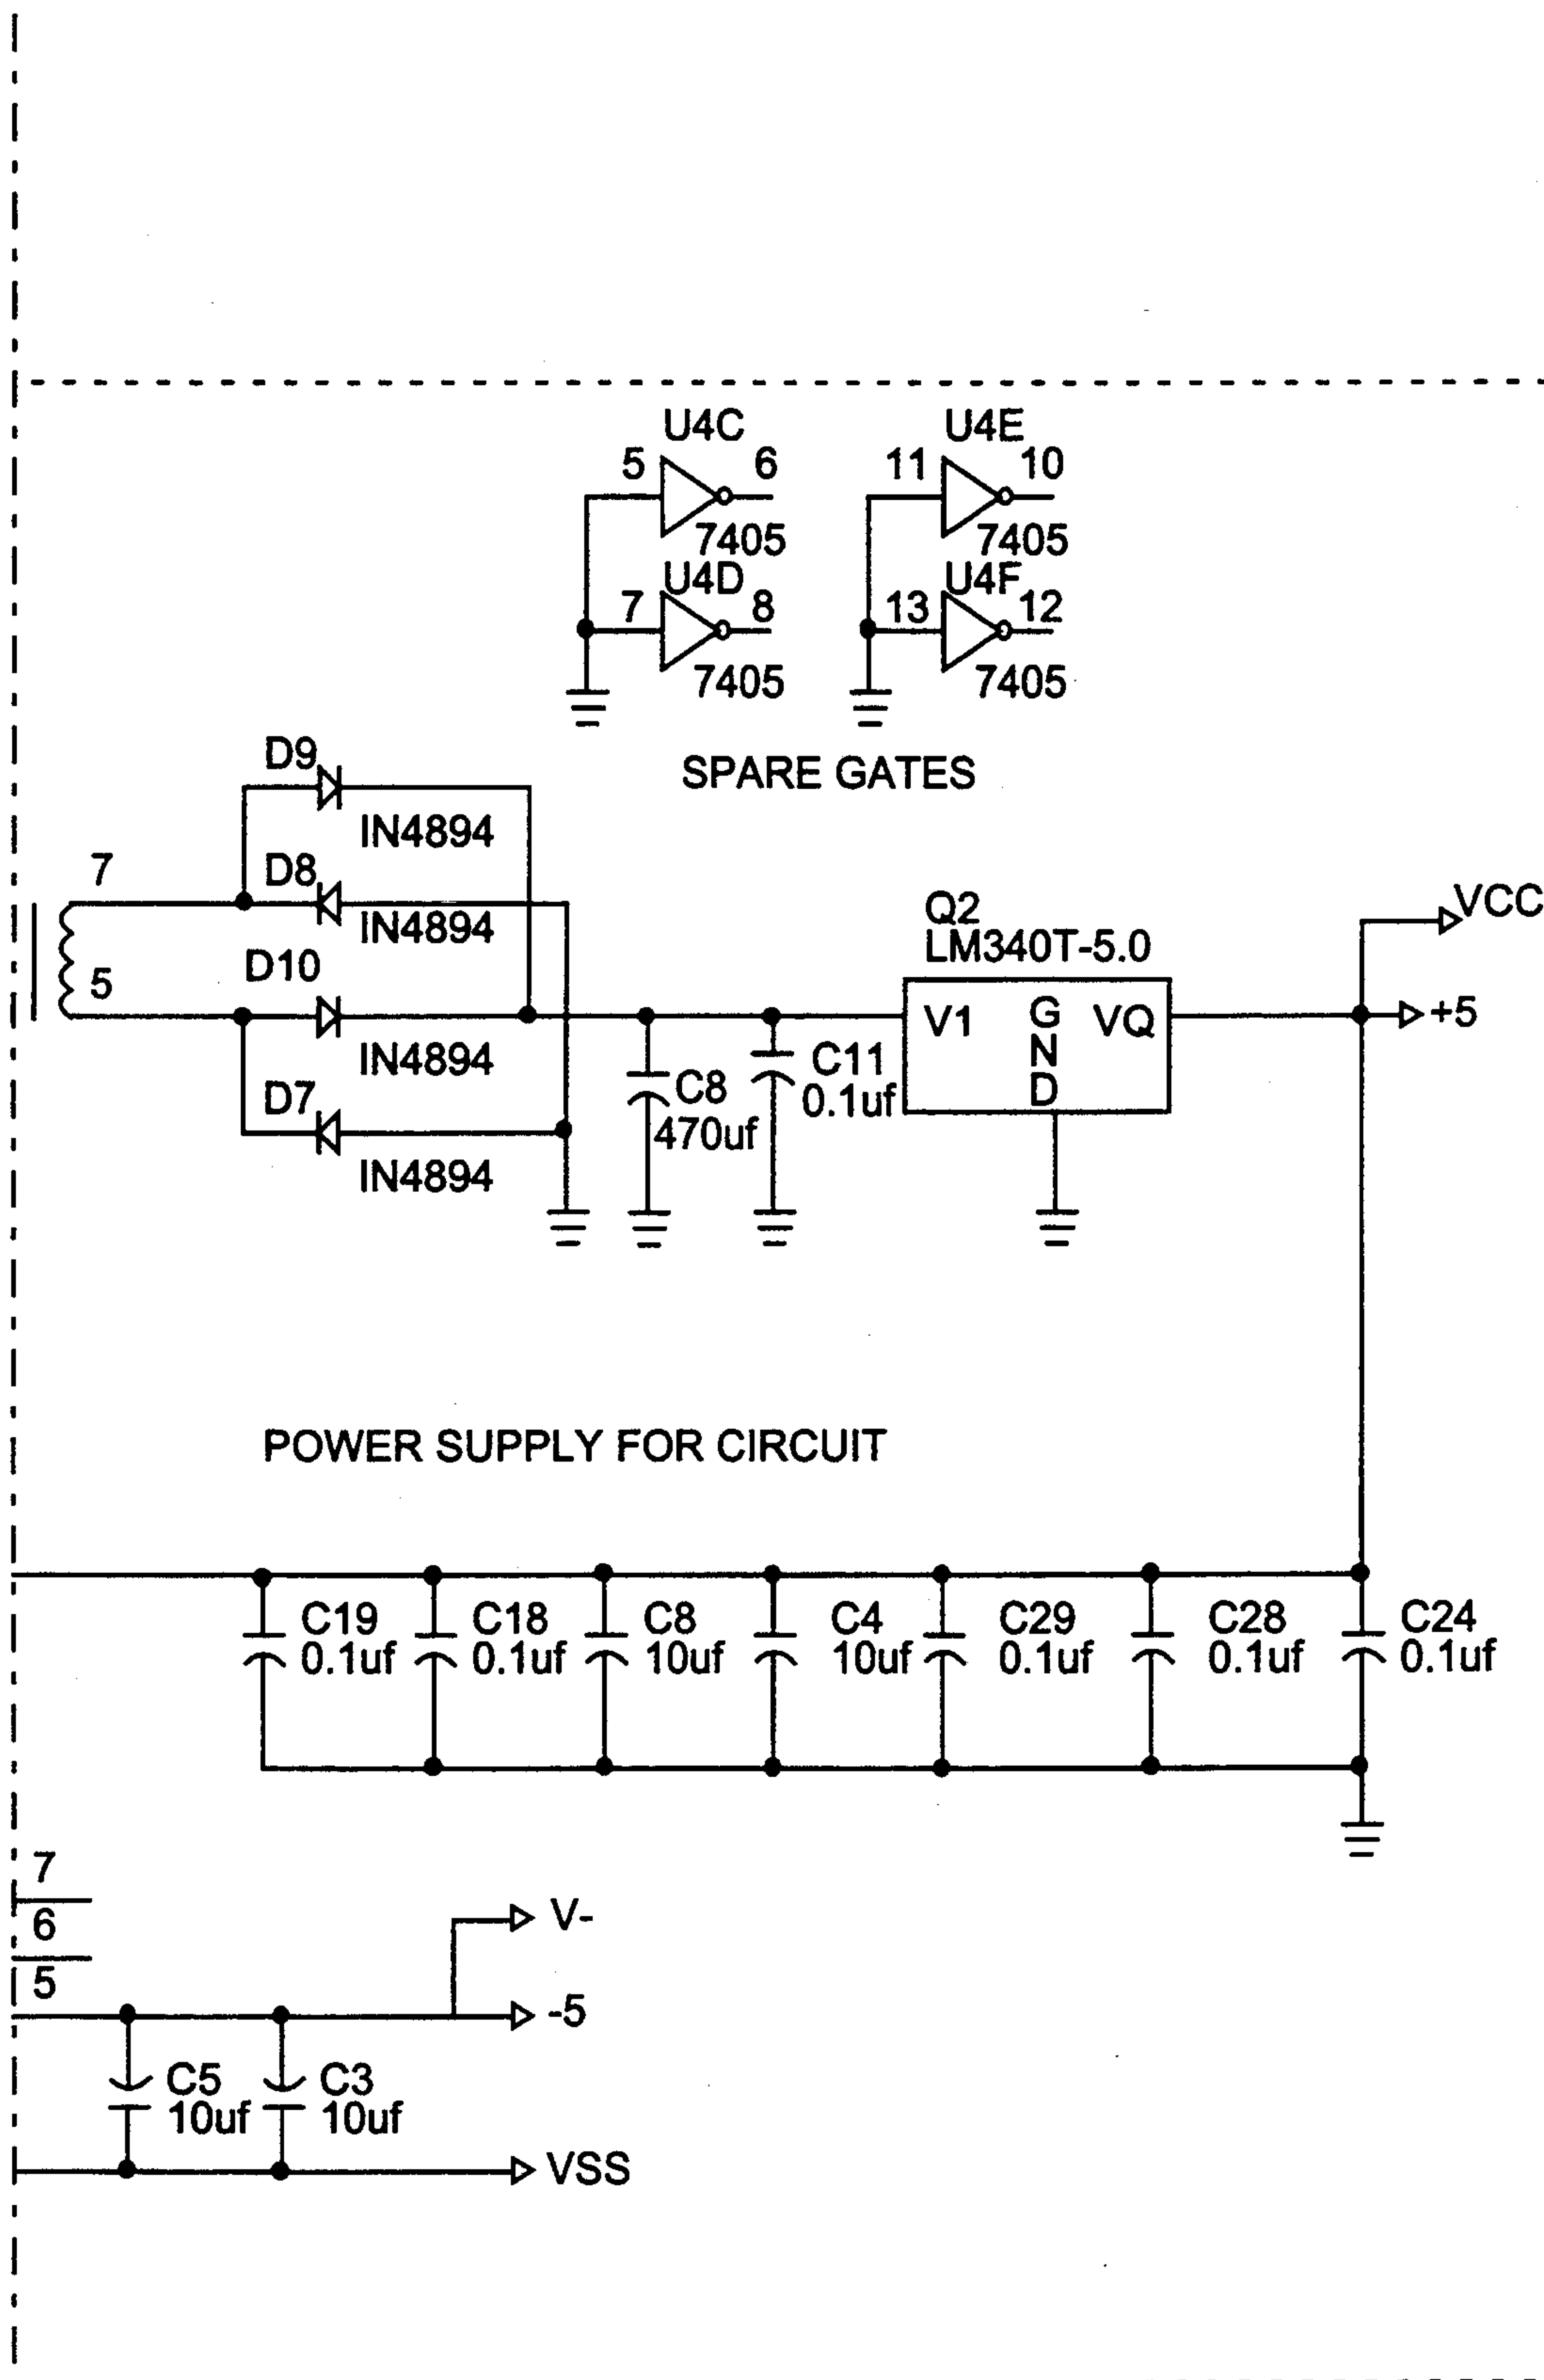 U4C
5
6
7405
U4E
11
10
7405
U4D
7
8
7405
U4F
13
12
7405
SPARE GATES
D9
IN4894
7
D8
IN4894
5
D10
IN4894
D7
IN4894
C8
470uf
C11
0.1uf
Q2
LM340T-5.0
V1
G
N
D
VQ
VCC
+5
POWER SUPPLY FOR CIRCUIT
C19
0.1uf
C18
0.1uf
C8
10uf
C4
10uf
C29
0.1uf
C28
0.1uf
C24
0.1uf
7
6
5
V-
-5
C5
10uf
C3
10uf
VSS